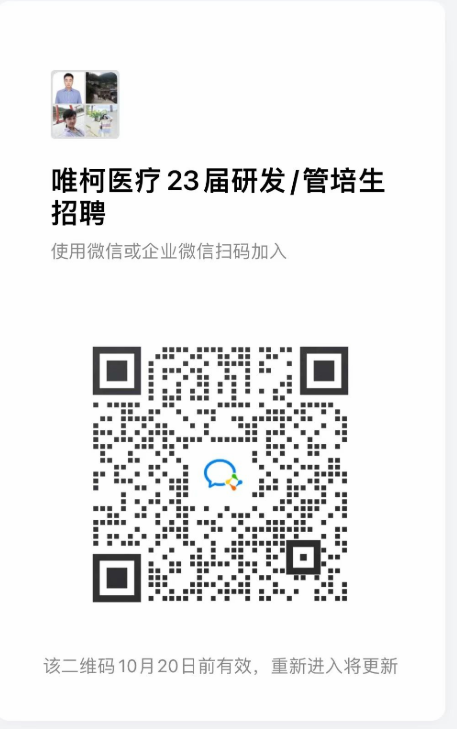 唯柯医疗23届研发/管培生
招聘
使用微信或企业微信扫码加入
该二维码10月20日前有效，重新进入将更新